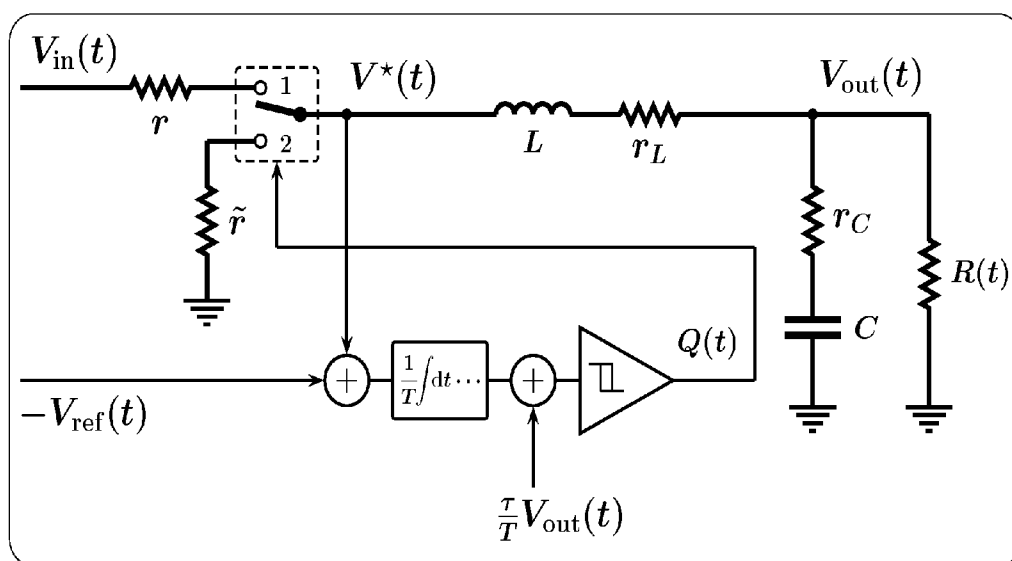 V_in(t)
r
1
2
V*(t)
L
r_L
V_out(t)
r̃
r_C
C
R(t)
Q(t)
+
1/T ∫dt ···
+
−V_ref(t)
τ/T V_out(t)